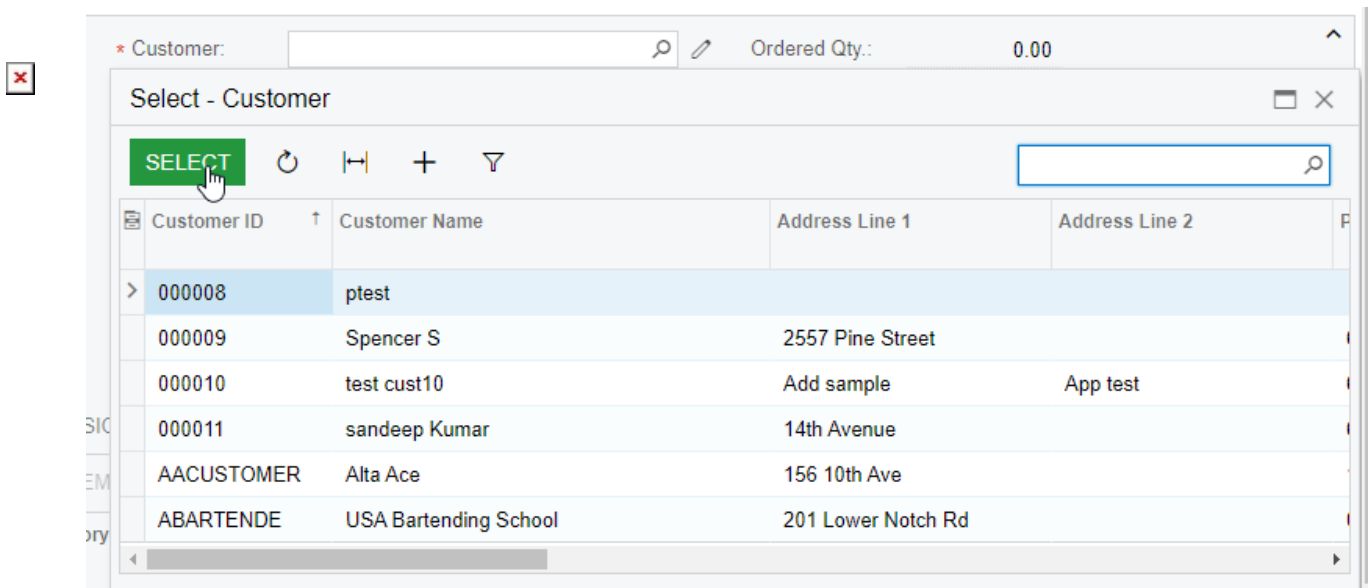 * Customer:
Ordered Qty.: 0.00
Select - Customer
SELECT
Customer ID Customer Name Address Line 1 Address Line 2
000008 ptest
000009 Spencer S 2557 Pine Street
000010 test cust10 Add sample App test
000011 sandeep Kumar 14th Avenue
AACUSTOMER Alta Ace 156 10th Ave
ABARTENDE USA Bartending School 201 Lower Notch Rd